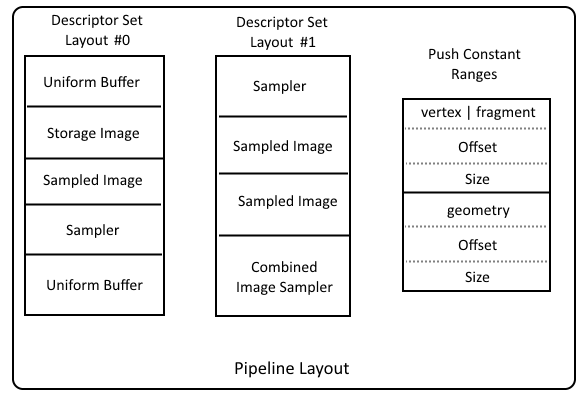 Descriptor Set
Layout #0
Uniform Buffer
Storage Image
Sampled Image
Sampler
Uniform Buffer
Descriptor Set
Layout #1
Sampler
Sampled Image
Sampled Image
Combined
Image Sampler
Push Constant
Ranges
vertex | fragment
Offset
Size
geometry
Offset
Size
Pipeline Layout